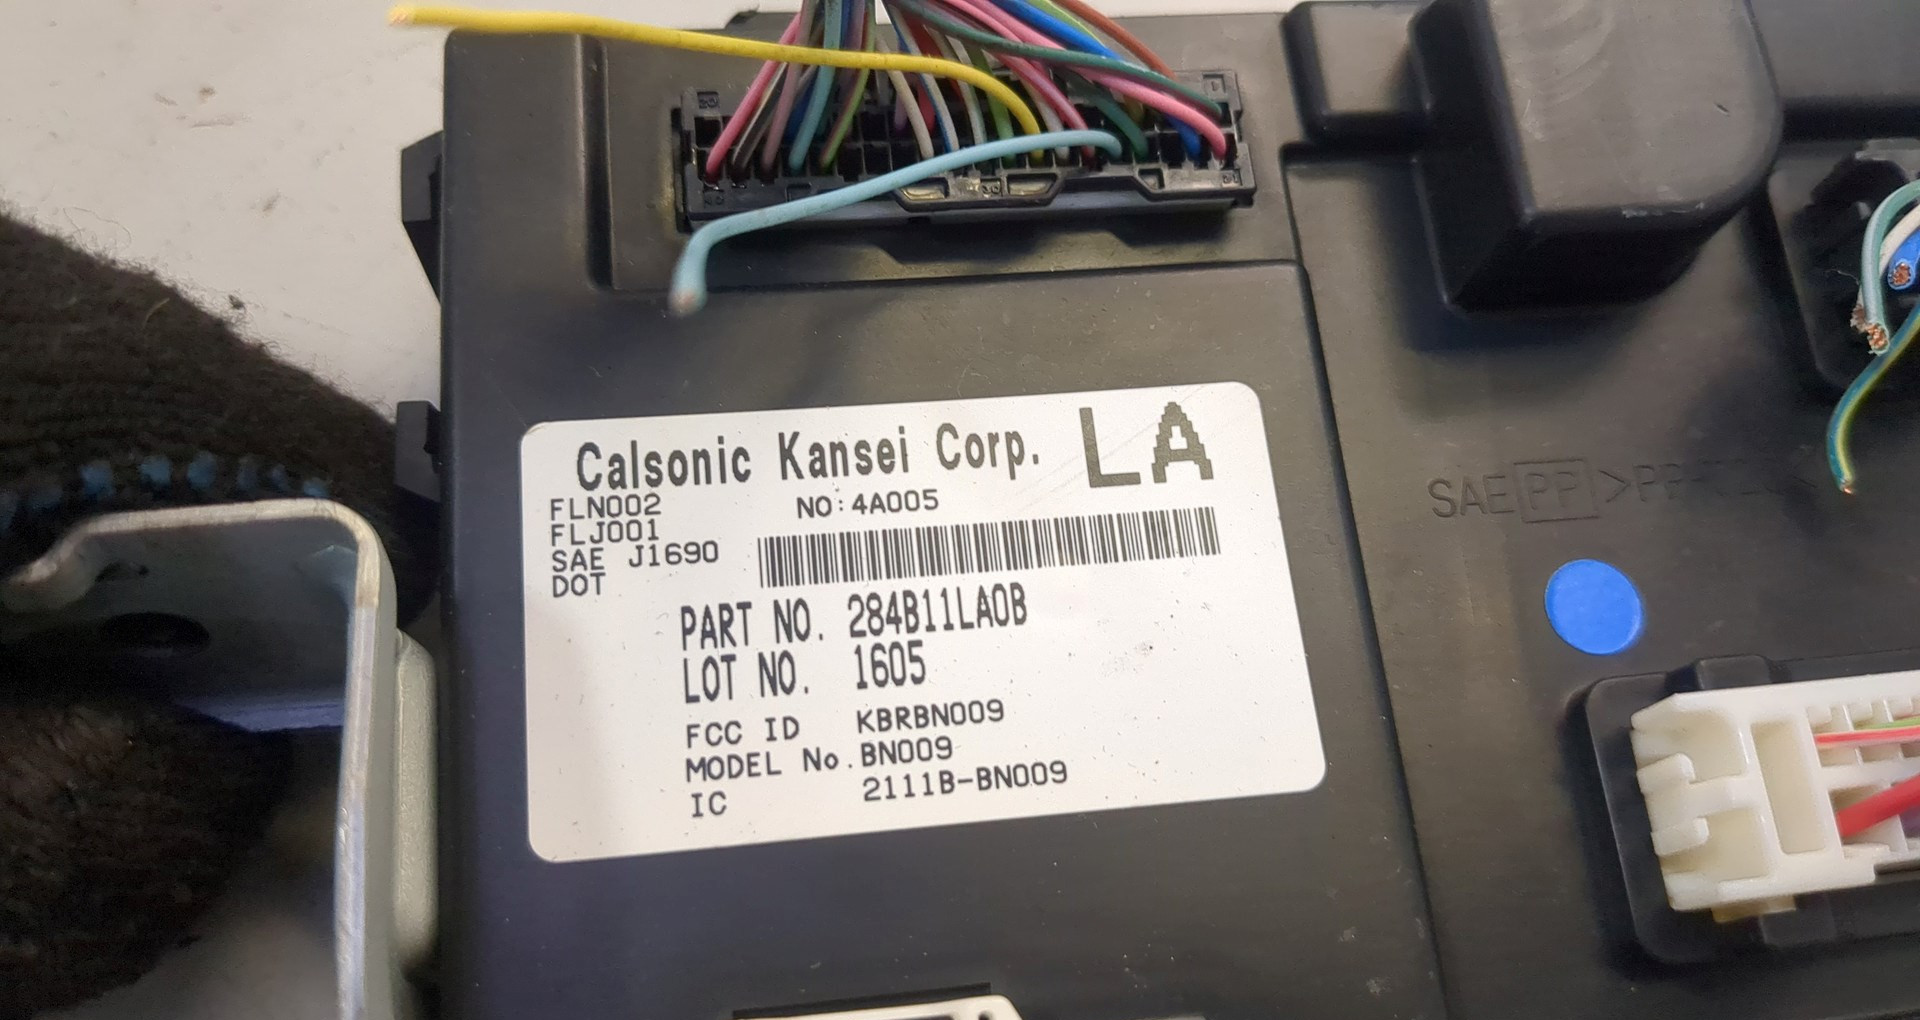 Calsonic Kansei Corp. LA
FLN002 NO:4A005
FLJ001
SAE J1690
DOT
PART NO. 284B11LA0B
LOT NO. 1605
FCC ID KBRBN009
MODEL No. BN009
IC 2111B-BN009
SAE PP